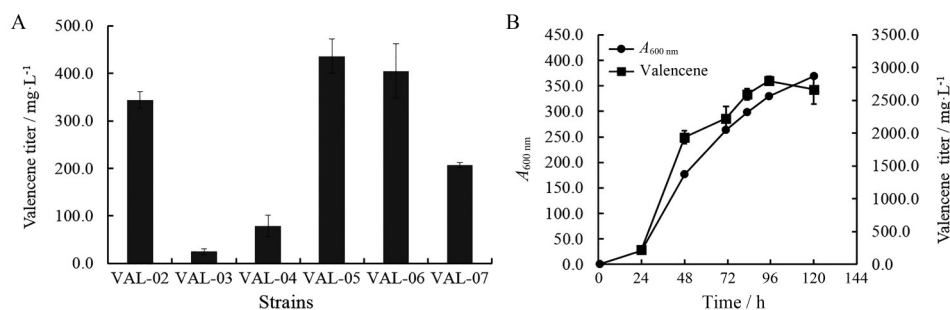 A
Valencene titer / mg·L⁻¹
500.0
400.0
300.0
200.0
100.0
0.0
VAL-02 VAL-03 VAL-04 VAL-05 VAL-06 VAL-07
Strains
B
A600 nm
450.0
400.0
350.0
300.0
250.0
200.0
150.0
100.0
50.0
0.0
A600 nm
Valencene
3500.0
3000.0
2500.0
2000.0
1500.0
1000.0
500.0
0.0
Valencene titer / mg·L⁻¹
0 24 48 72 96 120 144
Time / h